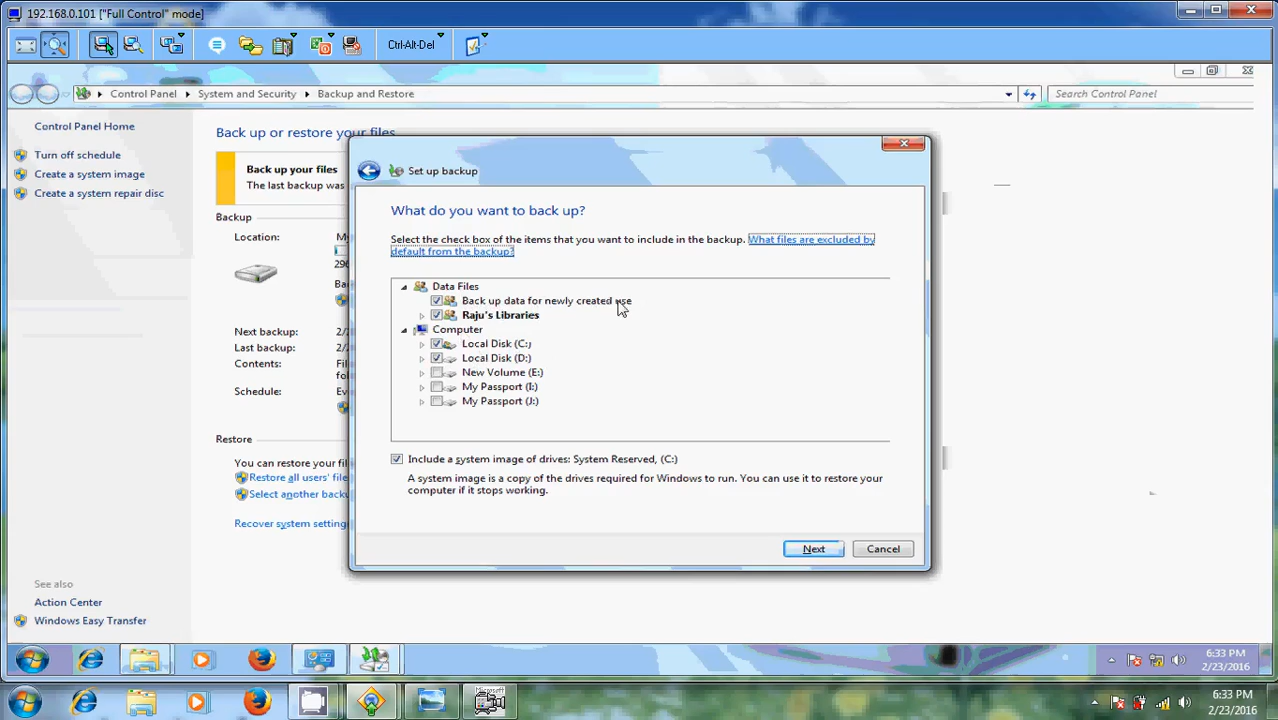 192.168.0.101 ["Full Control" mode]
Ctrl-Alt-Del
Control Panel
System and Security
Backup and Restore
Search Control Panel
Control Panel Home
Turn off schedule
Create a system image
Create a system repair disc
See also
Action Center
Windows Easy Transfer
Back up or restore your files
Back up your files
The last backup was
Backup
Location:
Next backup: 2/
Last backup: 2/
Contents: Fil
fo
Schedule:
Restore
You can restore your fil
Restore all users' file
Select another backu
Recover system setting
Set up backup
What do you want to back up?
Select the check box of the items that you want to include in the backup. What files are excluded by
default from the backup?
Data Files
Back up data for newly created use
Raju's Libraries
Computer
Local Disk (C:)
Local Disk (D:)
New Volume (E:)
My Passport (I:)
My Passport (J:)
Include a system image of drives: System Reserved, (C:)
A system image is a copy of the drives required for Windows to run. You can use it to restore your
computer if it stops working.
Next
Cancel
6:33 PM
2/23/2016
6:33 PM
2/23/2016